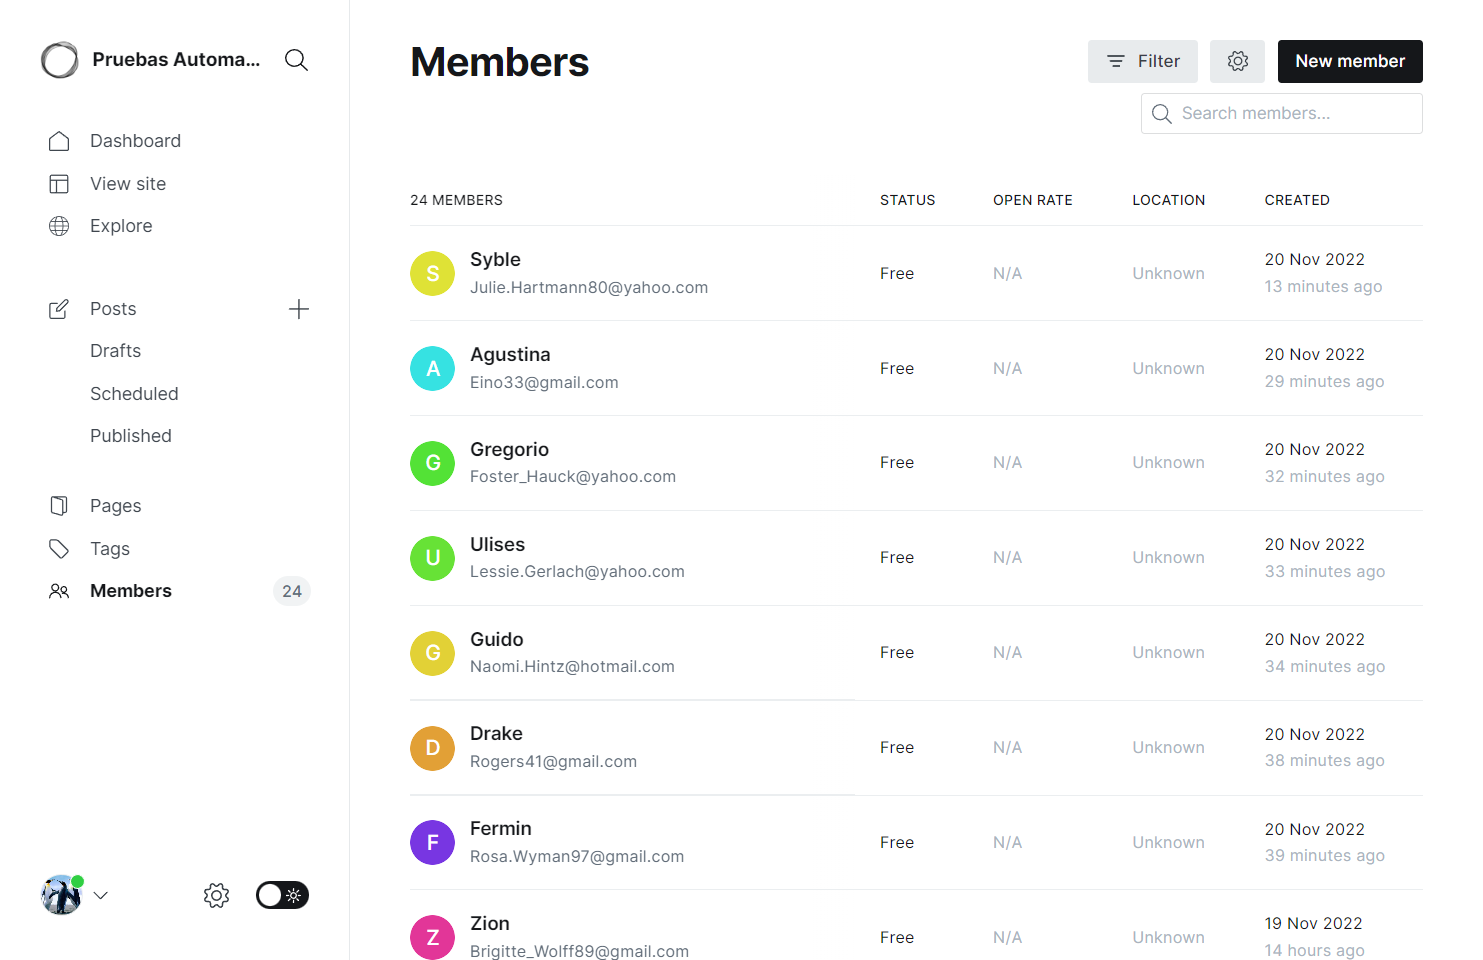 Pruebas Automa...
Dashboard
View site
Explore
Posts
Drafts
Scheduled
Published
Pages
Tags
Members 24
Members
Filter
New member
Search members...
24 MEMBERS STATUS OPEN RATE LOCATION CREATED
S Syble Julie.Hartmann80@yahoo.com Free N/A Unknown 20 Nov 2022 13 minutes ago
A Agustina Eino33@gmail.com Free N/A Unknown 20 Nov 2022 29 minutes ago
G Gregorio Foster_Hauck@yahoo.com Free N/A Unknown 20 Nov 2022 32 minutes ago
U Ulises Lessie.Gerlach@yahoo.com Free N/A Unknown 20 Nov 2022 33 minutes ago
G Guido Naomi.Hintz@hotmail.com Free N/A Unknown 20 Nov 2022 34 minutes ago
D Drake Rogers41@gmail.com Free N/A Unknown 20 Nov 2022 38 minutes ago
F Fermin Rosa.Wyman97@gmail.com Free N/A Unknown 20 Nov 2022 39 minutes ago
Z Zion Brigitte_Wolff89@gmail.com Free N/A Unknown 19 Nov 2022 14 hours ago